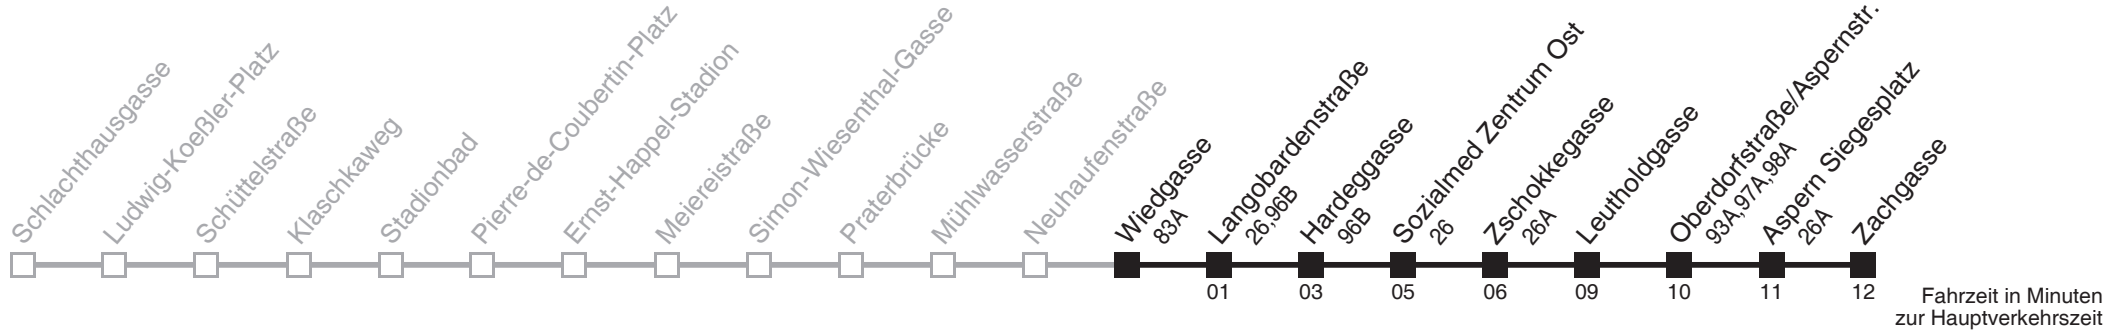 Schlachthausgasse
Ludwig-Koeßler-Platz
Schüttelstraße
Klaschkaweg
Stadionbad
Pierre-de-Coubertin-Platz
Ernst-Happel-Stadion
Meiereistraße
Simon-Wiesenthal-Gasse
Praterbrücke
Mühlwasserstraße
Neuhaufenstraße
Wiedgasse
83A
Langobardenstraße
26,96B
Hardeggasse
96B
Sozialmed Zentrum Ost
26
Zschokkegasse
26A
Leutholdgasse
Oberdorfstraße/Aspernstr.
93A,97A,98A
Aspern Siegesplatz
26A
Zachgasse
01 03 05 06 09 10 11 12
Fahrzeit in Minuten
zur Hauptverkehrszeit